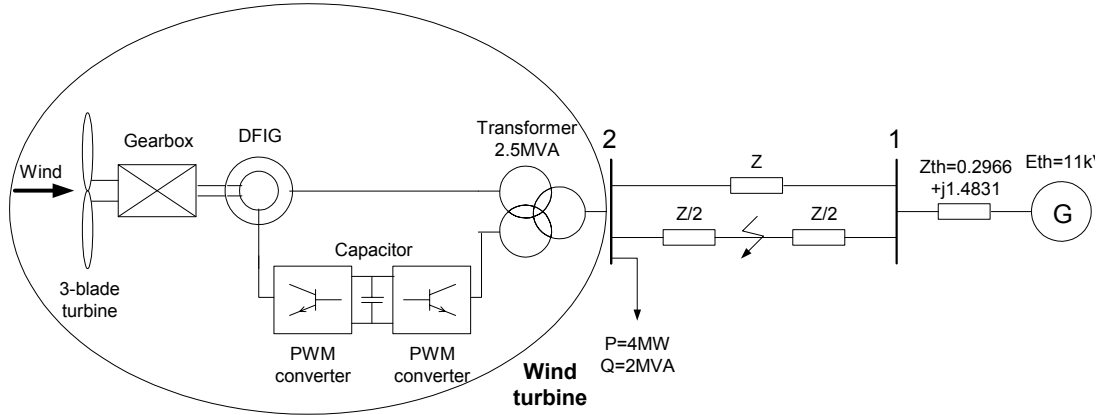 Wind
Gearbox
DFIG
3-blade
turbine
Capacitor
PWM
converter
PWM
converter
Transformer
2.5MVA
Wind
turbine
2
P=4MW
Q=2MVA
Z
Z/2
Z/2
1
Zth=0.2966
+j1.4831
Eth=11kV
G